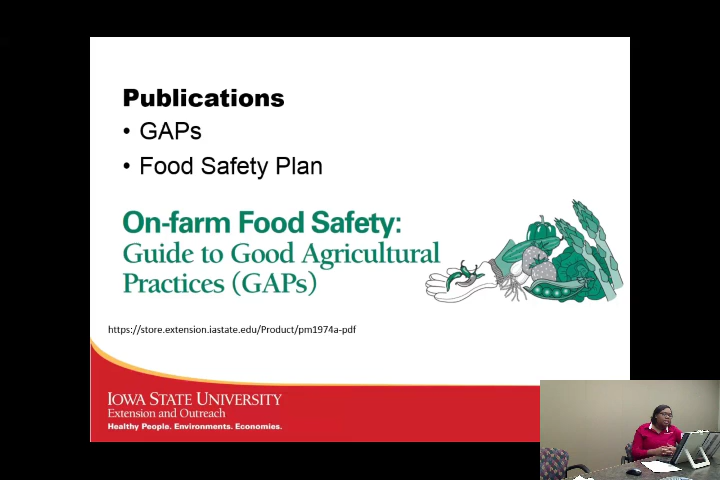 Publications
• GAPs
• Food Safety Plan
On-farm Food Safety:
Guide to Good Agricultural
Practices (GAPs)
https://store.extension.iastate.edu/Product/pm1974a-pdf
IOWA STATE UNIVERSITY
Extension and Outreach
Healthy People. Environments. Economies.